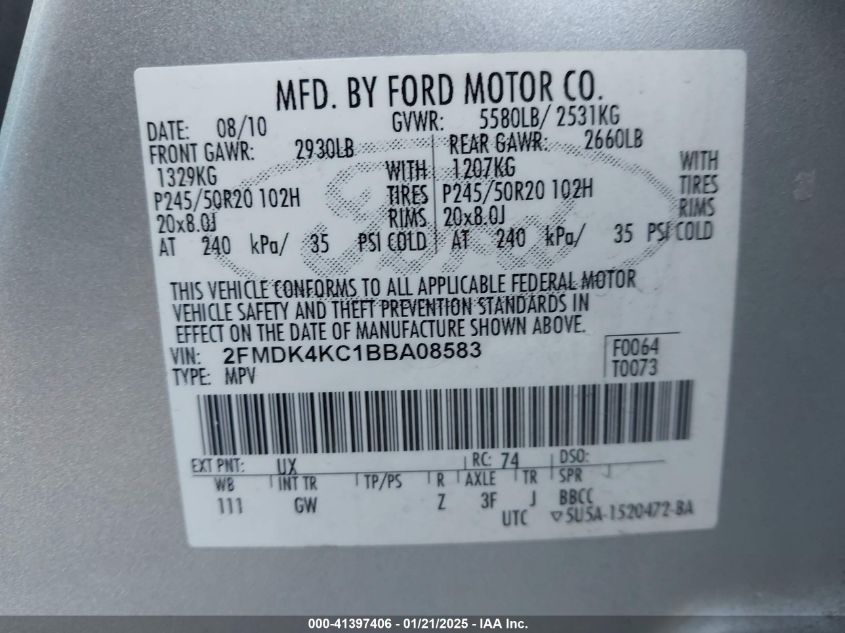 MFD. BY FORD MOTOR CO.
DATE: 08/10 GVWR: 5580LB/ 2531KG
FRONT GAWR: 2930LB REAR GAWR: 2660LB
1329KG WITH 1207KG WITH
P245/50R20 102H TIRES P245/50R20 102H TIRES
20x8.0J RIMS 20x8.0J RIMS
AT 240 kPa/ 35 PSI COLD AT 240 kPa/ 35 PSI COLD
Ford
THIS VEHICLE CONFORMS TO ALL APPLICABLE FEDERAL MOTOR
VEHICLE SAFETY AND THEFT PREVENTION STANDARDS IN
EFFECT ON THE DATE OF MANUFACTURE SHOWN ABOVE.
VIN: 2FMDK4KC1BBA08583 F0064
TYPE: MPV T0073
EXT PNT: UX RC: 74 DSO:
WB INT TR TP/PS R AXLE TR SPR
111 GW Z 3F J BBCC
UTC ▽5U5A-1520472-BA
000-41397406 — 01/21/2025 — IAA Inc.